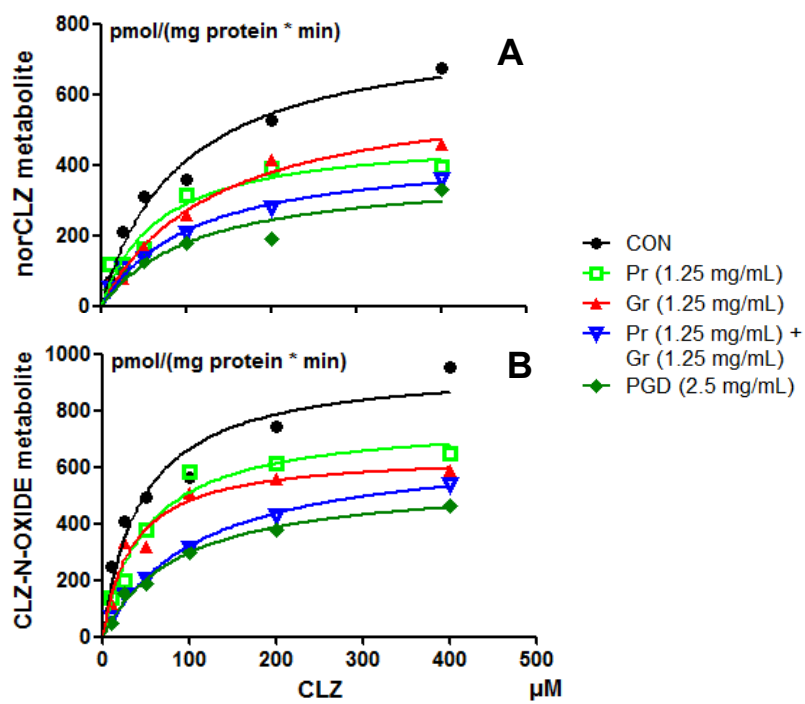 800
pmol/(mg protein * min)
A
600
400
200
0
norCLZ metabolite
CON
Pr (1.25 mg/mL)
Gr (1.25 mg/mL)
Pr (1.25 mg/mL) +
Gr (1.25 mg/mL)
PGD (2.5 mg/mL)
1000
pmol/(mg protein * min)
B
800
600
400
200
0
CLZ-N-OXIDE metabolite
0 100 200 300 400 500
CLZ µM